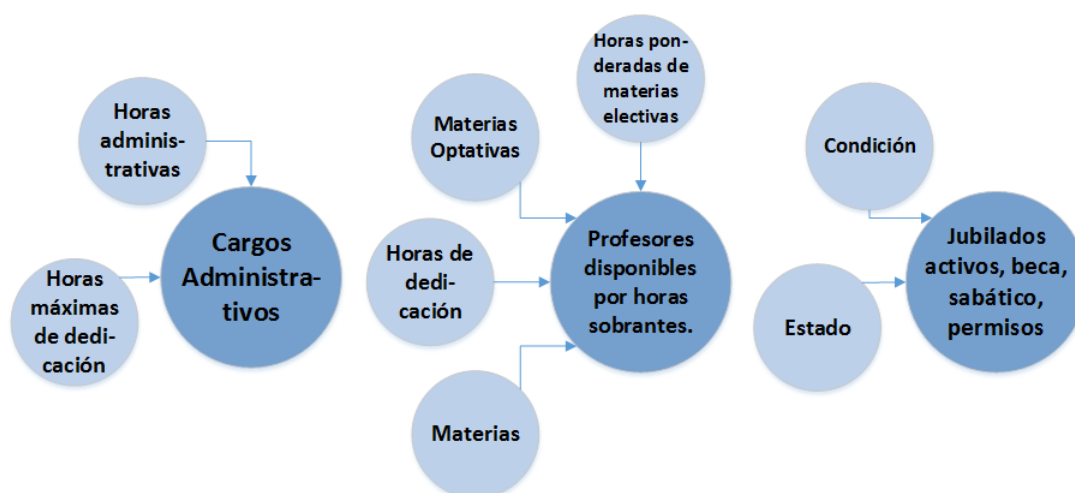 Horas
adminis-
trativas
Cargos
Administra-
tivos
Horas
máximas
de dedi-
cación
Horas pon-
deradas de
materias
electivas
Materias
Optativas
Horas de
dedi-
cación
Profesores
disponibles
por horas
sobrantes.
Materias
Condición
Jubilados
activos, beca,
sabático,
permisos
Estado